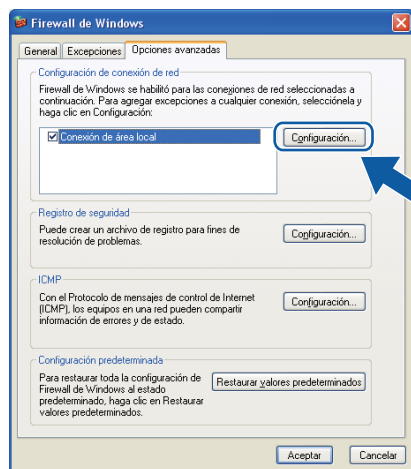 Firewall de Windows
General Excepciones Opciones avanzadas
Configuración de conexión de red
Firewall de Windows se habilitó para las conexiones de red seleccionadas a
continuación. Para agregar excepciones a cualquier conexión, selecciónela y
haga clic en Configuración:
Conexión de área local
Configuración...
Registro de seguridad
Puede crear un archivo de registro para fines de
resolución de problemas.
Configuración...
ICMP
Con el Protocolo de mensajes de control de Internet
(ICMP), los equipos en una red pueden compartir
información de errores y de estado.
Configuración...
Configuración predeterminada
Para restaurar toda la configuración de
Firewall de Windows al estado
predeterminado, haga clic en Restaurar
valores predeterminados.
Restaurar valores predeterminados
Aceptar Cancelar